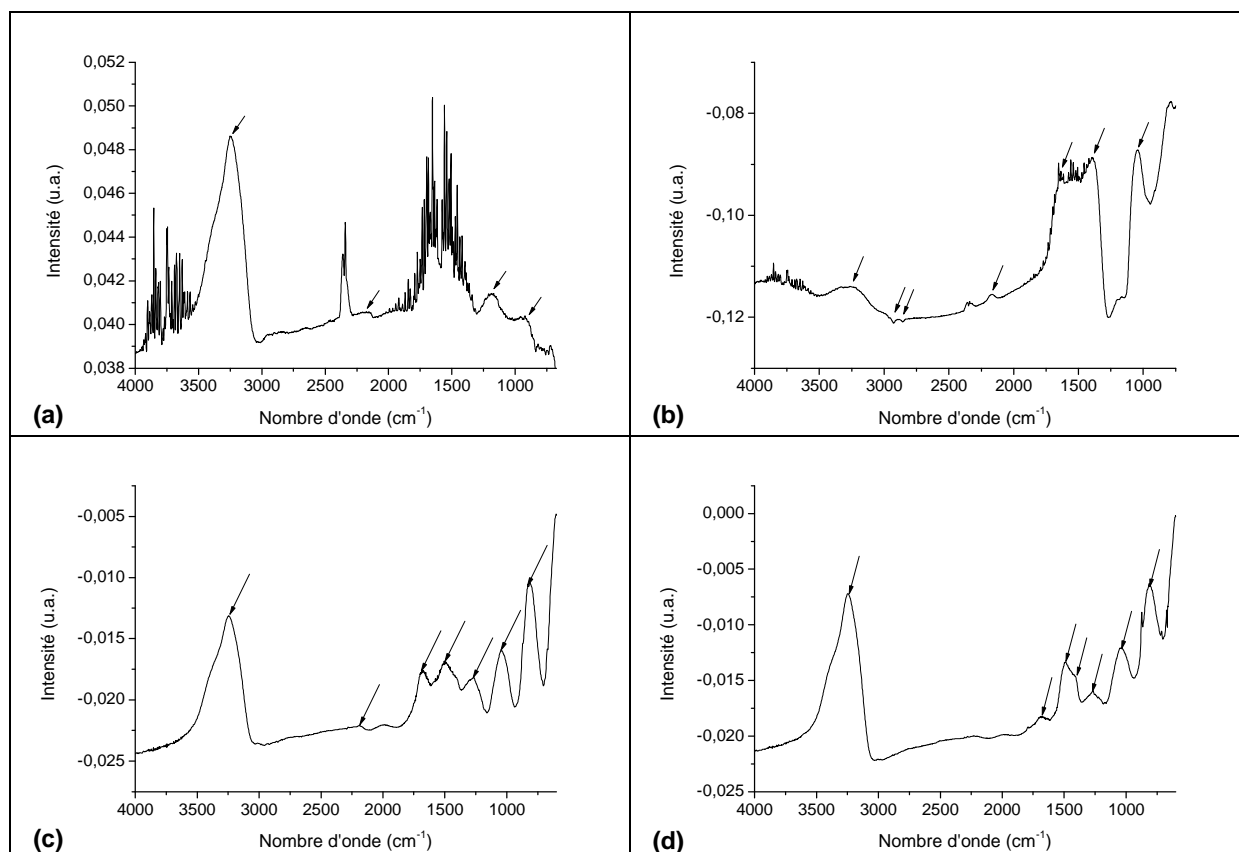 0,052
0,050
0,048
0,046
0,044
0,042
0,040
0,038
Intensité (u.a.)
4000 3500 3000 2500 2000 1500 1000
Nombre d'onde (cm⁻¹)
(a)
-0,08
-0,10
-0,12
Intensité (u.a.)
4000 3500 3000 2500 2000 1500 1000
Nombre d'onde (cm⁻¹)
(b)
-0,005
-0,010
-0,015
-0,020
-0,025
Intensité (u.a.)
4000 3500 3000 2500 2000 1500 1000
Nombre d'onde (cm⁻¹)
(c)
0,000
-0,005
-0,010
-0,015
-0,020
-0,025
Intensité (u.a.)
4000 3500 3000 2500 2000 1500 1000
Nombre d'onde (cm⁻¹)
(d)